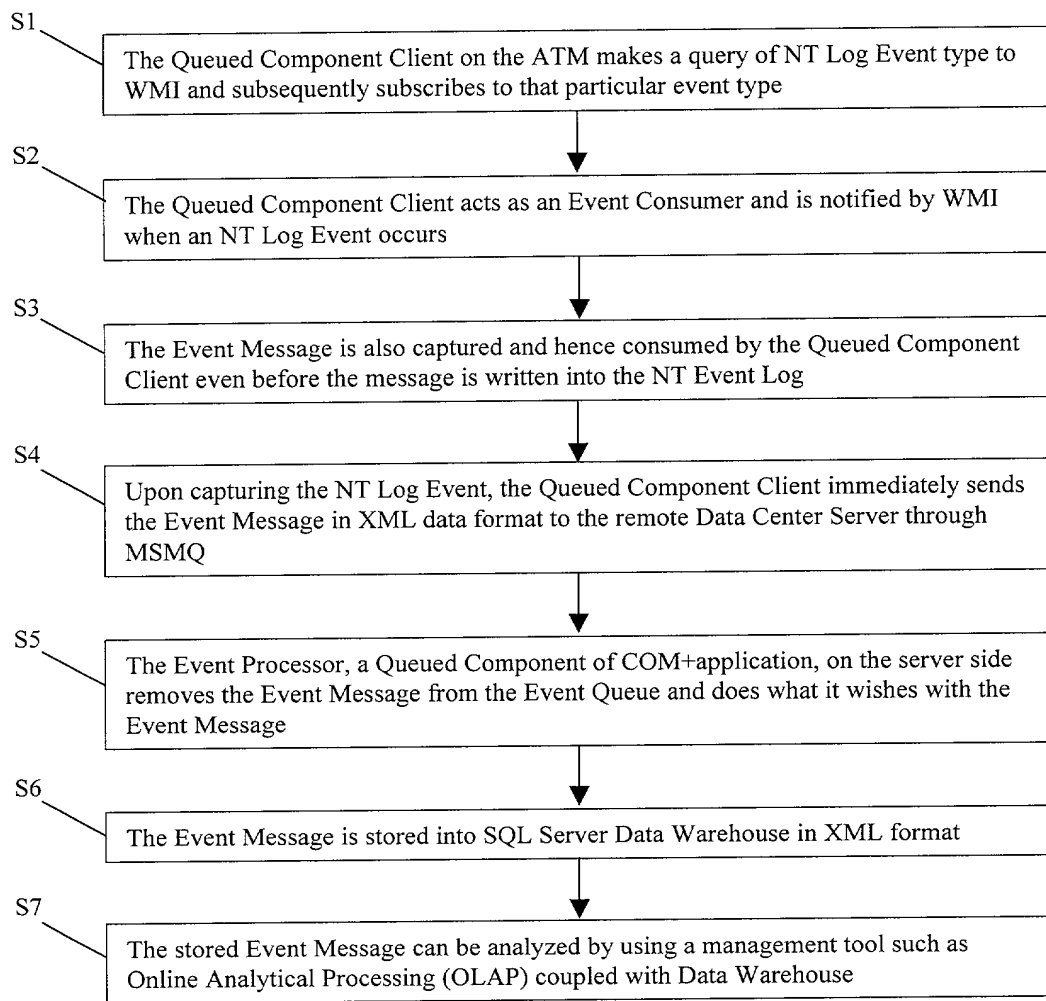 S1
The Queued Component Client on the ATM makes a query of NT Log Event type to
WMI and subsequently subscribes to that particular event type
S2
The Queued Component Client acts as an Event Consumer and is notified by WMI
when an NT Log Event occurs
S3
The Event Message is also captured and hence consumed by the Queued Component
Client even before the message is written into the NT Event Log
S4
Upon capturing the NT Log Event, the Queued Component Client immediately sends
the Event Message in XML data format to the remote Data Center Server through
MSMQ
S5
The Event Processor, a Queued Component of COM+application, on the server side
removes the Event Message from the Event Queue and does what it wishes with the
Event Message
S6
The Event Message is stored into SQL Server Data Warehouse in XML format
S7
The stored Event Message can be analyzed by using a management tool such as
Online Analytical Processing (OLAP) coupled with Data Warehouse